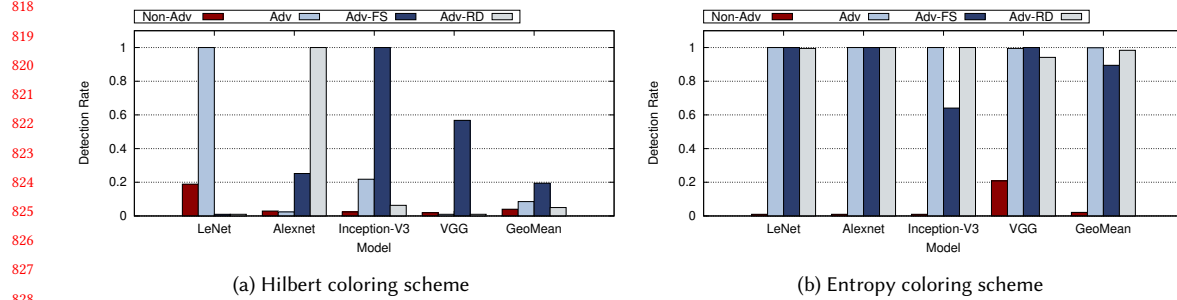 818
819
820
821
822
823
824
825
826
827
828
Non-Adv Adv Adv-FS Adv-RD
1
0.8
0.6
0.4
0.2
0
Detection Rate
LeNet Alexnet Inception-V3 VGG GeoMean
Model
(a) Hilbert coloring scheme
Non-Adv Adv Adv-FS Adv-RD
1
0.8
0.6
0.4
0.2
0
Detection Rate
LeNet Alexnet Inception-V3 VGG GeoMean
Model
(b) Entropy coloring scheme